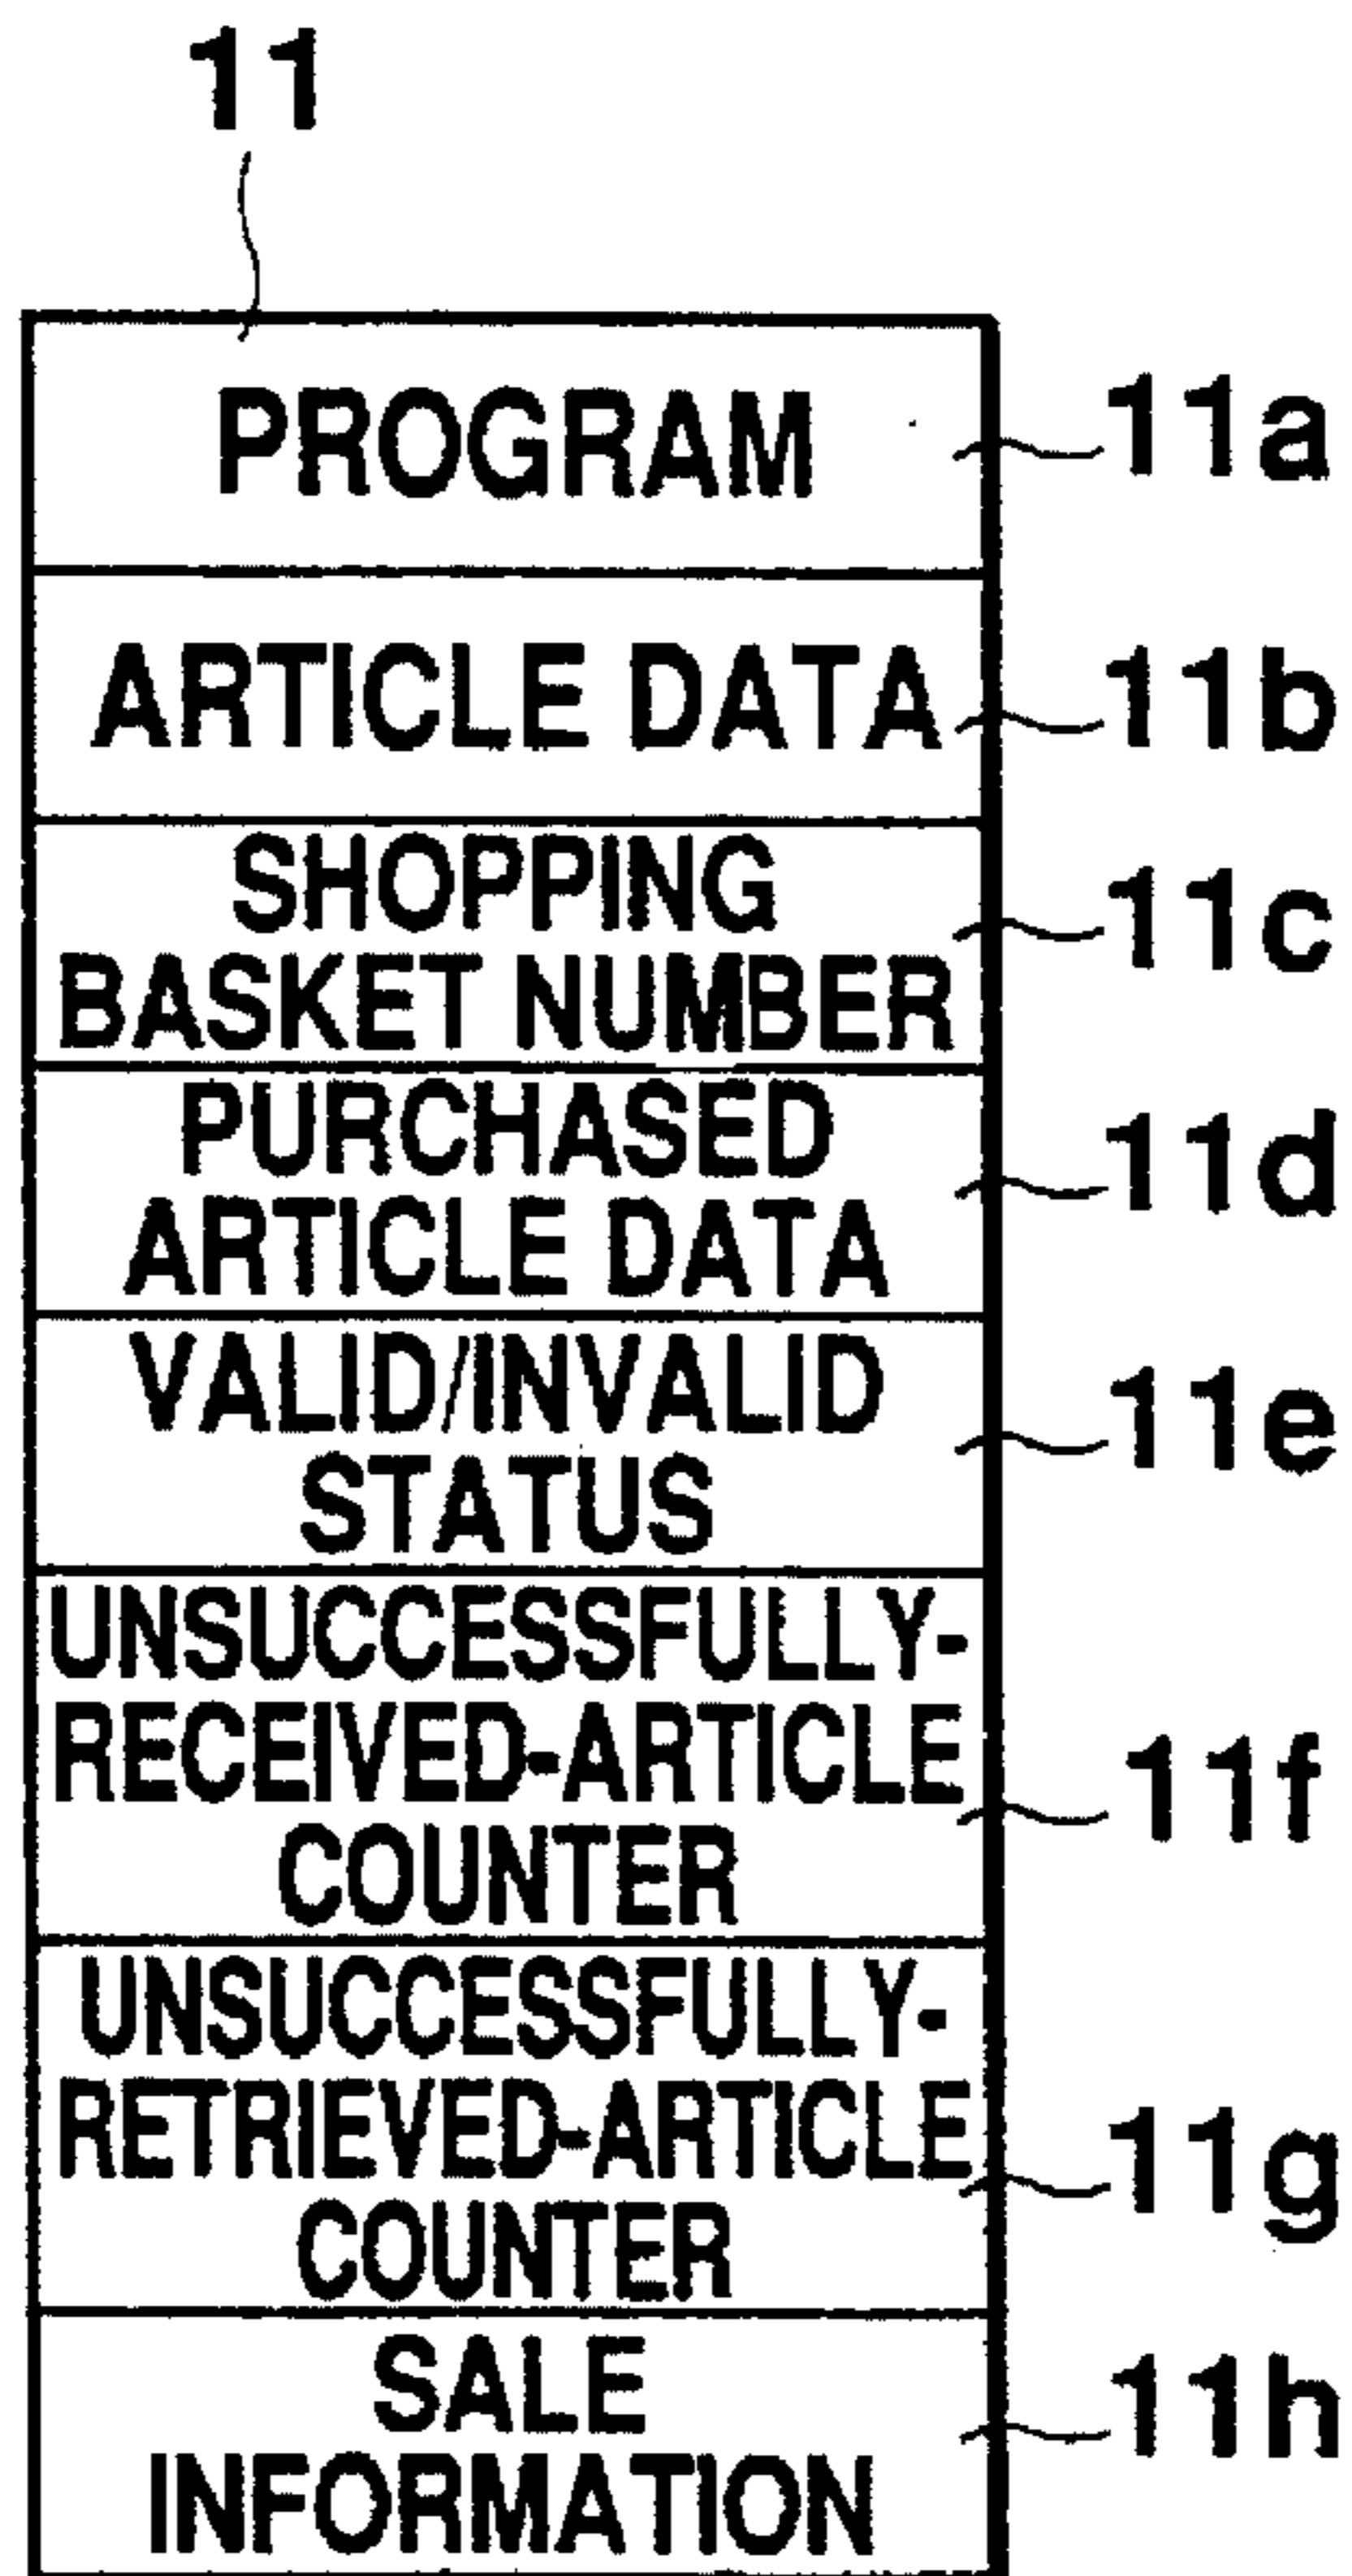 11
PROGRAM
11a
ARTICLE DATA
11b
SHOPPING
BASKET NUMBER
11c
PURCHASED
ARTICLE DATA
11d
VALID/INVALID
STATUS
11e
UNSUCCESSFULLY-
RECEIVED-ARTICLE
COUNTER
11f
UNSUCCESSFULLY-
RETRIEVED-ARTICLE
COUNTER
11g
SALE
INFORMATION
11h